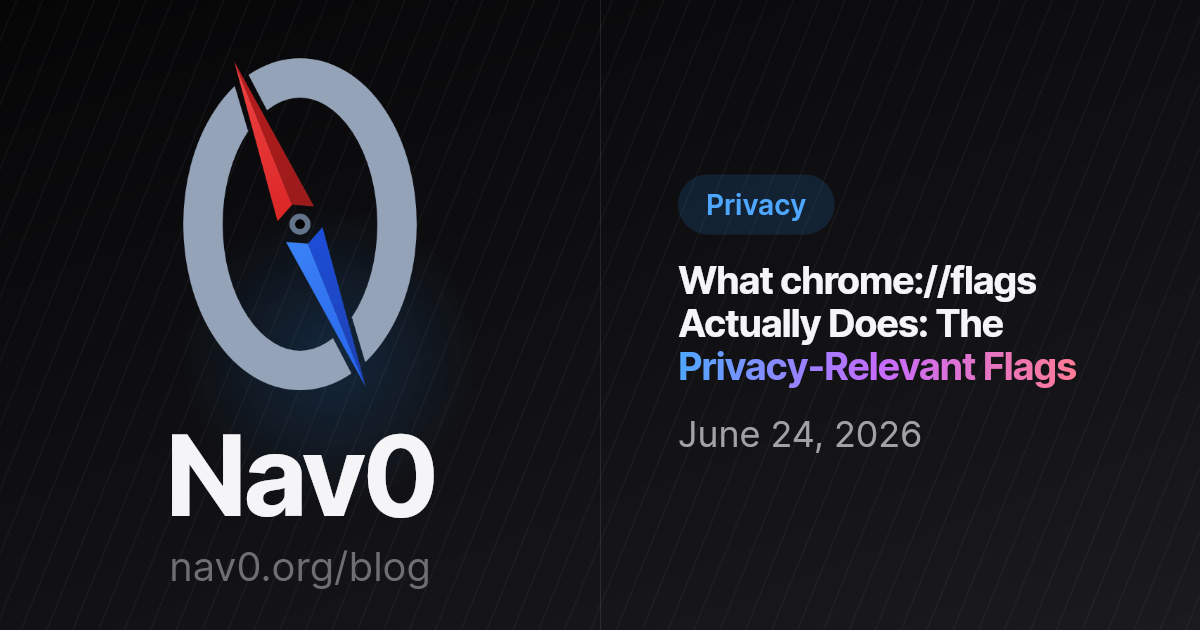 Nav0
nav0.org/blog
Privacy
What chrome://flags
Actually Does: The
Privacy-Relevant Flags
June 24, 2026